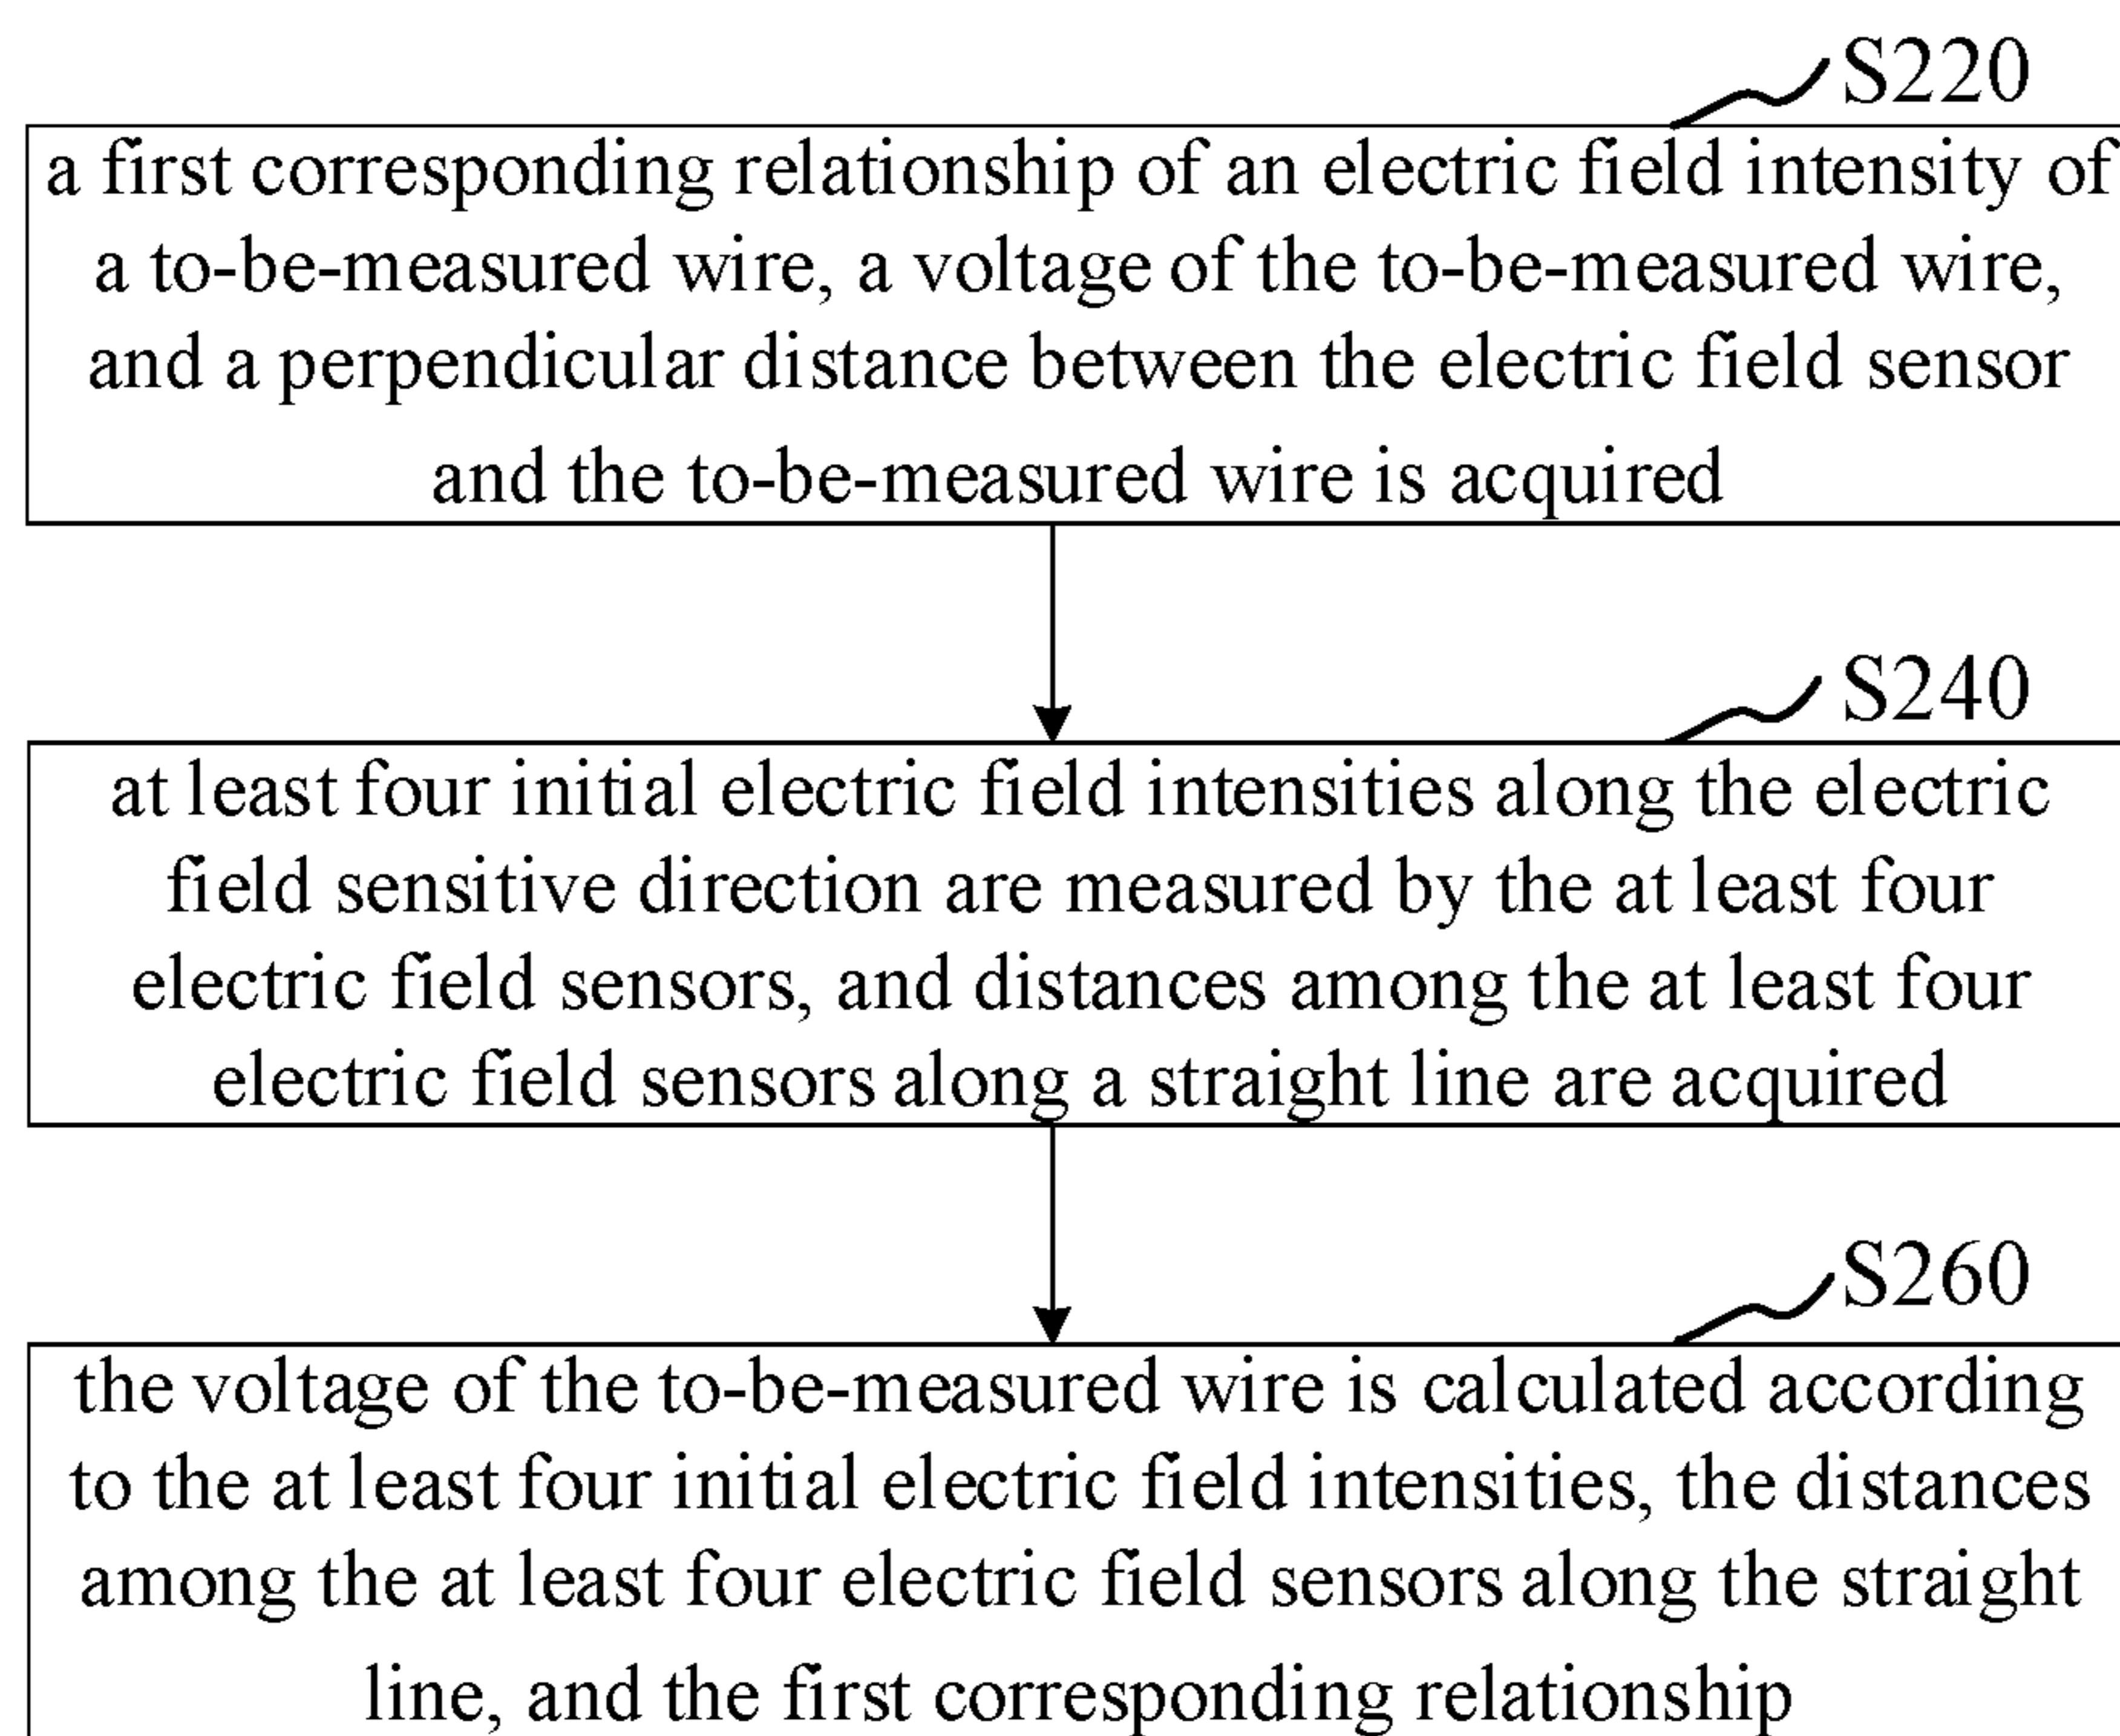 S220
a first corresponding relationship of an electric field intensity of
a to-be-measured wire, a voltage of the to-be-measured wire,
and a perpendicular distance between the electric field sensor
and the to-be-measured wire is acquired
S240
at least four initial electric field intensities along the electric
field sensitive direction are measured by the at least four
electric field sensors, and distances among the at least four
electric field sensors along a straight line are acquired
S260
the voltage of the to-be-measured wire is calculated according
to the at least four initial electric field intensities, the distances
among the at least four electric field sensors along the straight
line, and the first corresponding relationship